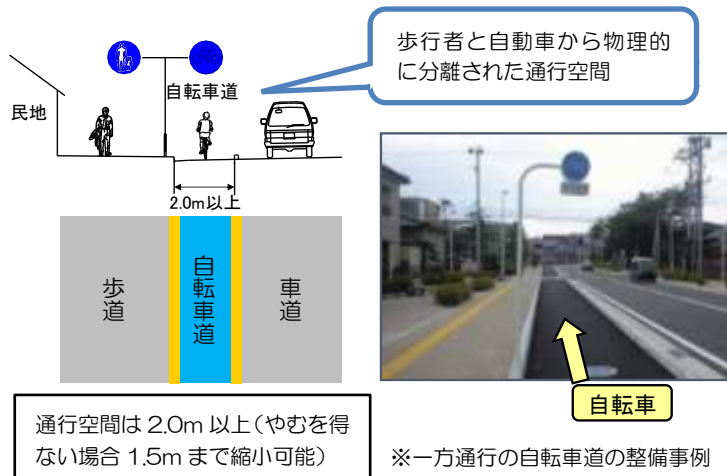 歩行者と自動車から物理的
に分離された通行空間
自転車道
民地
2.0m以上
歩道
自転車道
車道
自転車
通行空間は 2.0m 以上（やむを得
ない場合 1.5m まで縮小可能）
※一方通行の自転車道の整備事例